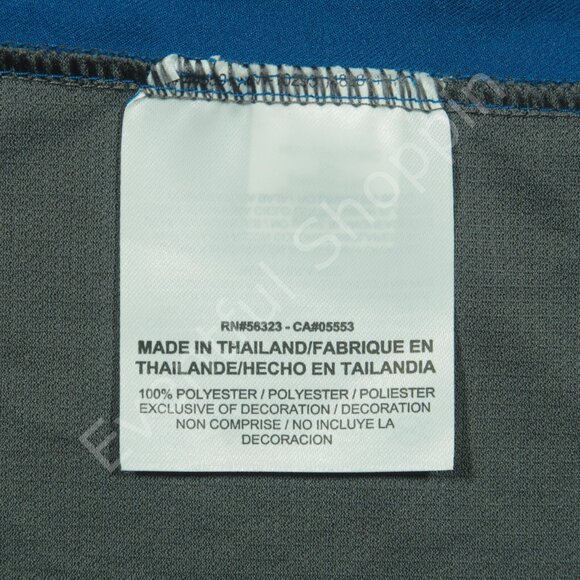 RN#56323 - CA#05553
MADE IN THAILAND/FABRIQUE EN
THAILANDE/HECHO EN TAILANDIA
100% POLYESTER / POLYESTER / POLIESTER
EXCLUSIVE OF DECORATION / DECORATION
NON COMPRISE / NO INCLUYE LA
DECORACION